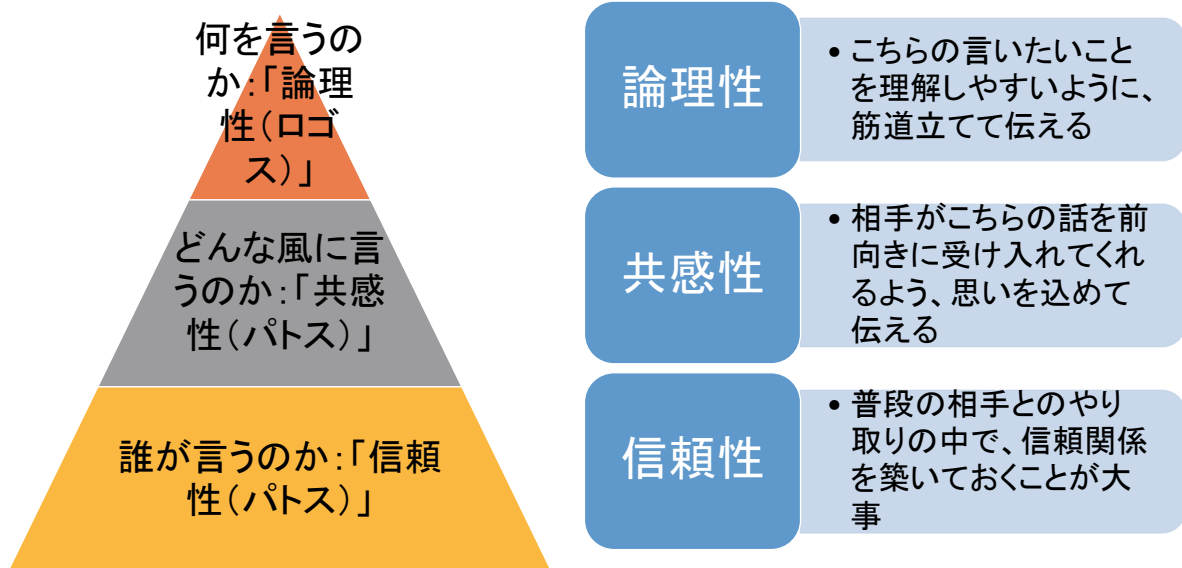 何を言うの
か:「論理
性(ロゴ
ス)」
どんな風に言
うのか:「共感
性(パトス)」
誰が言うのか:「信頼
性(パトス)」
論理性
• こちらの言いたいこと
を理解しやすいように、
筋道立てて伝える
共感性
• 相手がこちらの話を前
向きに受け入れてくれ
るよう、思いを込めて
伝える
信頼性
• 普段の相手とのやり
取りの中で、信頼関係
を築いておくことが大
事